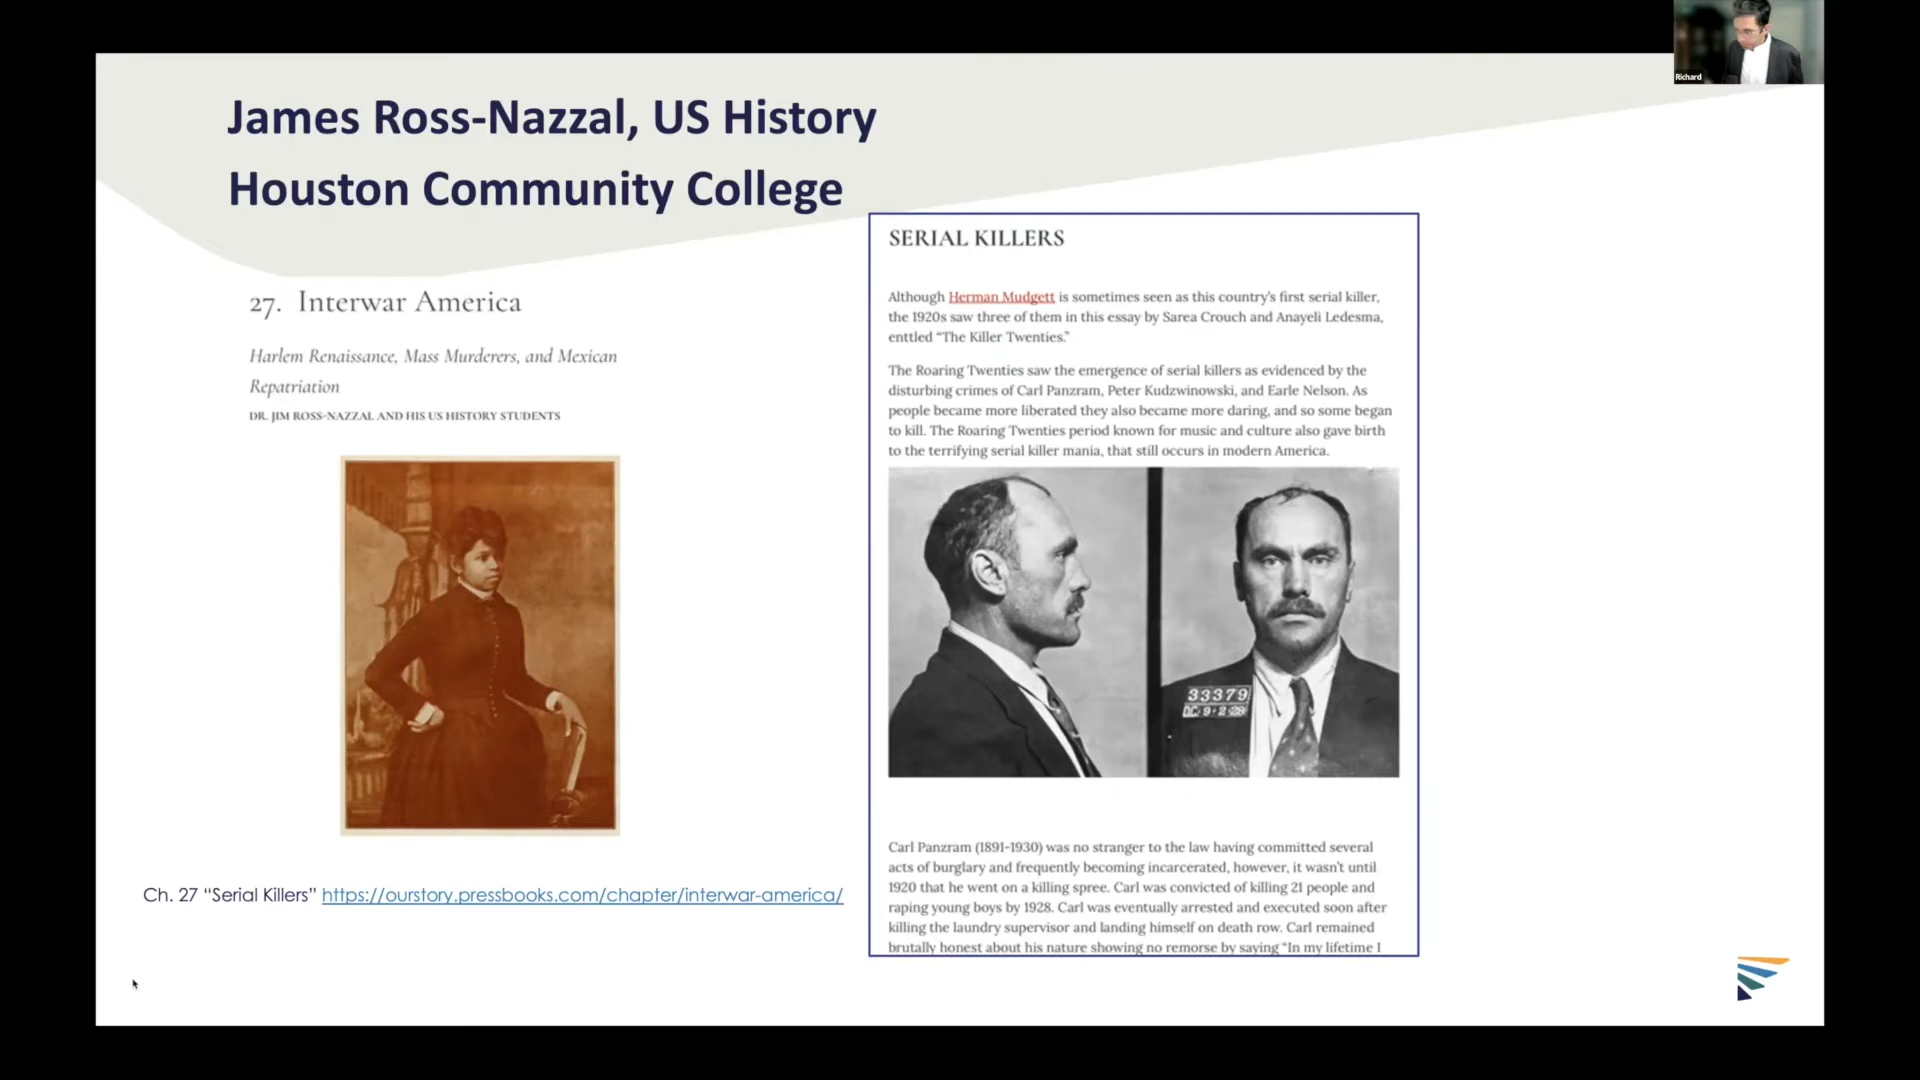 Richard
James Ross-Nazzal, US History
Houston Community College
27. Interwar America
Harlem Renaissance, Mass Murderers, and Mexican
Repatriation
DR. JIM ROSS-NAZZAL AND HIS US HISTORY STUDENTS
Ch. 27 “Serial Killers” https://ourstory.pressbooks.com/chapter/interwar-america/
SERIAL KILLERS
Although Herman Mudgett is sometimes seen as this country's first serial killer,
the 1920s saw three of them in this essay by Sarea Crouch and Anayeli Ledesma,
enttled “The Killer Twenties.”
The Roaring Twenties saw the emergence of serial killers as evidenced by the
disturbing crimes of Carl Panzram, Peter Kudzwinowski, and Earle Nelson. As
people became more liberated they also became more daring, and so some began
to kill. The Roaring Twenties period known for music and culture also gave birth
to the terrifying serial killer mania, that still occurs in modern America.
33379
DC·9·2·28
Carl Panzram (1891-1930) was no stranger to the law having committed several
acts of burglary and frequently becoming incarcerated, however, it wasn't until
1920 that he went on a killing spree. Carl was convicted of killing 21 people and
raping young boys by 1928. Carl was eventually arrested and executed soon after
killing the laundry supervisor and landing himself on death row. Carl remained
brutally honest about his nature showing no remorse by saying “In my lifetime I